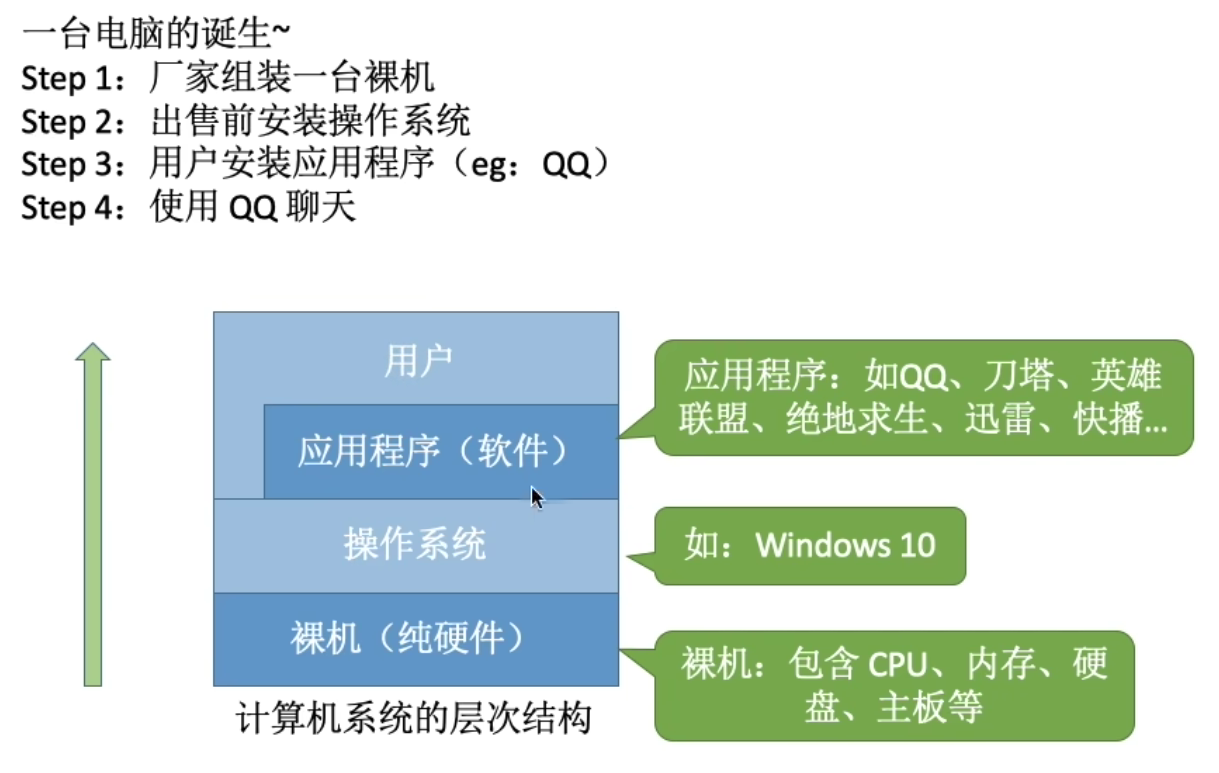 一台电脑的诞生~
Step 1：厂家组装一台裸机
Step 2：出售前安装操作系统
Step 3：用户安装应用程序（eg：QQ）
Step 4：使用 QQ 聊天
用户
应用程序（软件）
操作系统
裸机（纯硬件）
计算机系统的层次结构
应用程序：如QQ、刀塔、英雄
联盟、绝地求生、迅雷、快播...
如：Windows 10
裸机：包含 CPU、内存、硬
盘、主板等